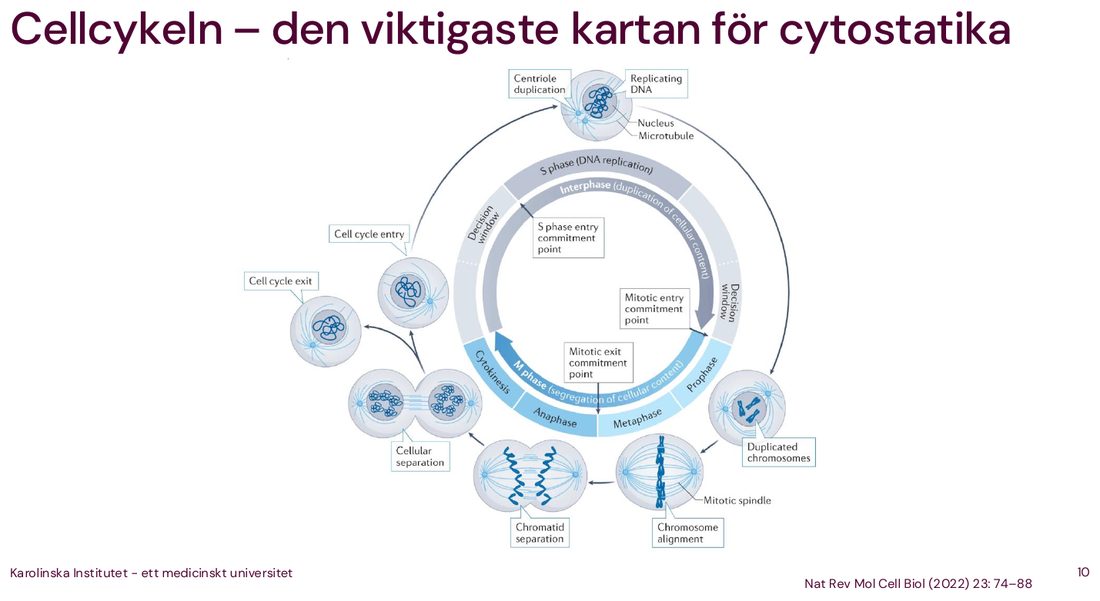 Cellcykeln – den viktigaste kartan för cytostatika
Centriole
duplication
Replicating
DNA
Nucleus
Microtubule
S phase (DNA replication)
Interphase (duplication of cellular content)
Decision
window
S phase entry
commitment
point
Cell cycle entry
Cell cycle exit
Decision
window
Mitotic entry
commitment
point
Mitotic exit
commitment
point
M phase (segregation of cellular content)
Cytokinesis
Anaphase
Metaphase
Prophase
Duplicated
chromosomes
Cellular
separation
Mitotic spindle
Chromatid
separation
Chromosome
alignment
Karolinska Institutet - ett medicinskt universitet
Nat Rev Mol Cell Biol (2022) 23: 74–88
10